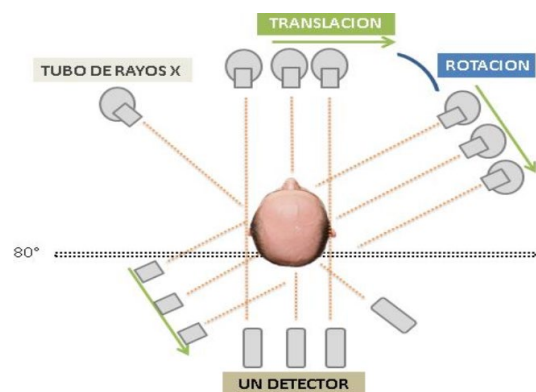 TRANSLACION
TUBO DE RAYOS X
ROTACION
80°
UN DETECTOR